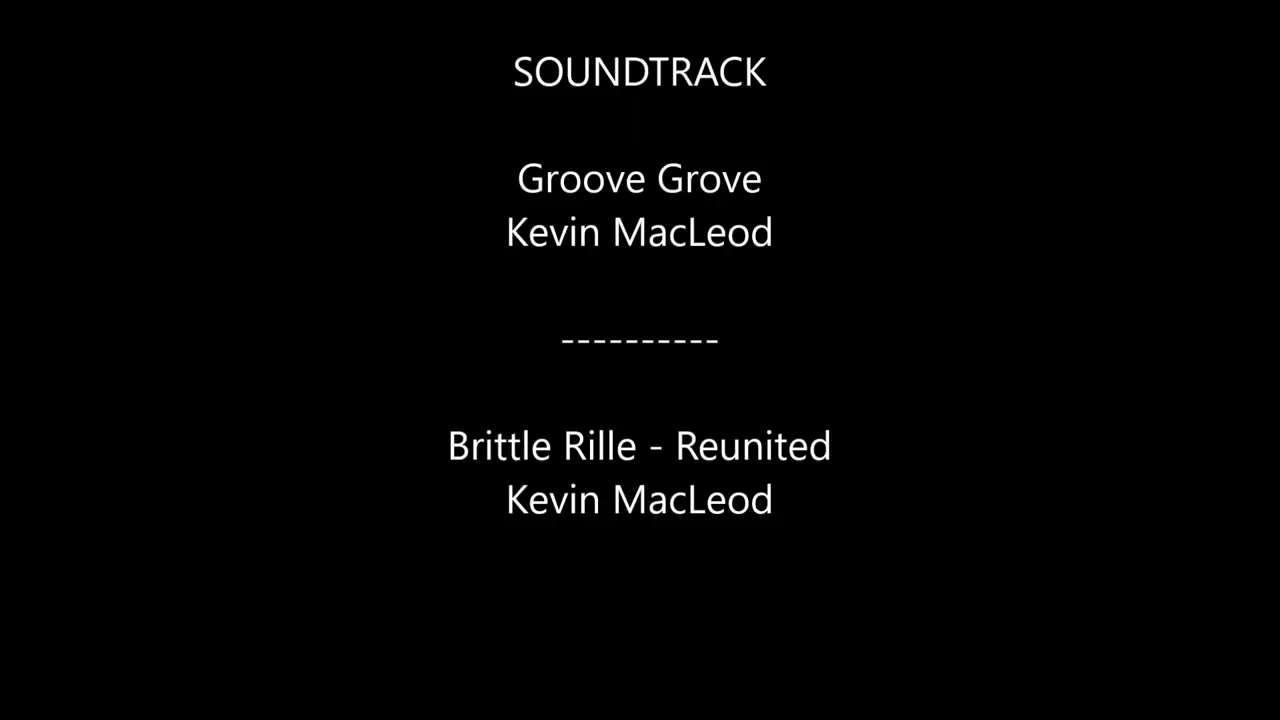 SOUNDTRACK
Groove Grove
Kevin MacLeod
----------
Brittle Rille - Reunited
Kevin MacLeod